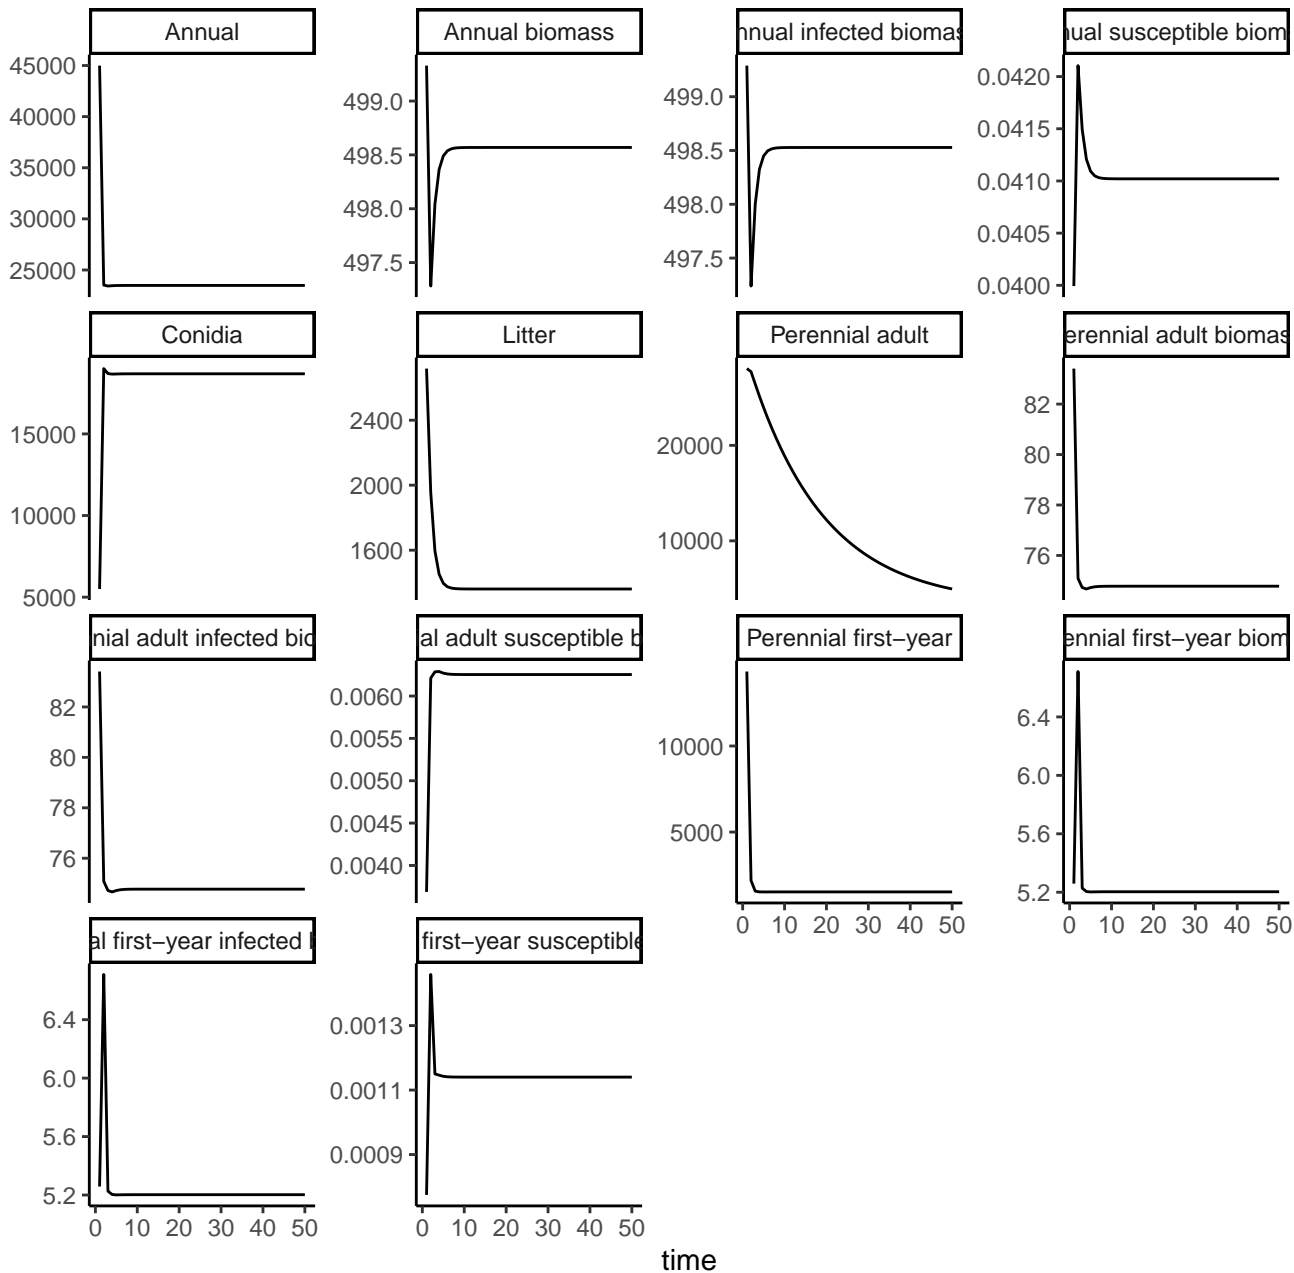 Annual
Annual biomass
nnual infected biomas
nual susceptible biom
45000
40000
35000
30000
25000
499.0
498.5
498.0
497.5
499.0
498.5
498.0
497.5
0.0420
0.0415
0.0410
0.0405
0.0400
Conidia
Litter
Perennial adult
erennial adult biomas
15000
10000
5000
2400
2000
1600
20000
10000
82
80
78
76
nial adult infected bio
al adult susceptible b
Perennial first−year
ennial first−year biom
82
80
78
76
0.0060
0.0055
0.0050
0.0045
0.0040
10000
5000
0 10 20 30 40 50
6.4
6.0
5.6
5.2
0 10 20 30 40 50
al first−year infected b
first−year susceptible
6.4
6.0
5.6
5.2
0 10 20 30 40 50
0.0013
0.0011
0.0009
0 10 20 30 40 50
time